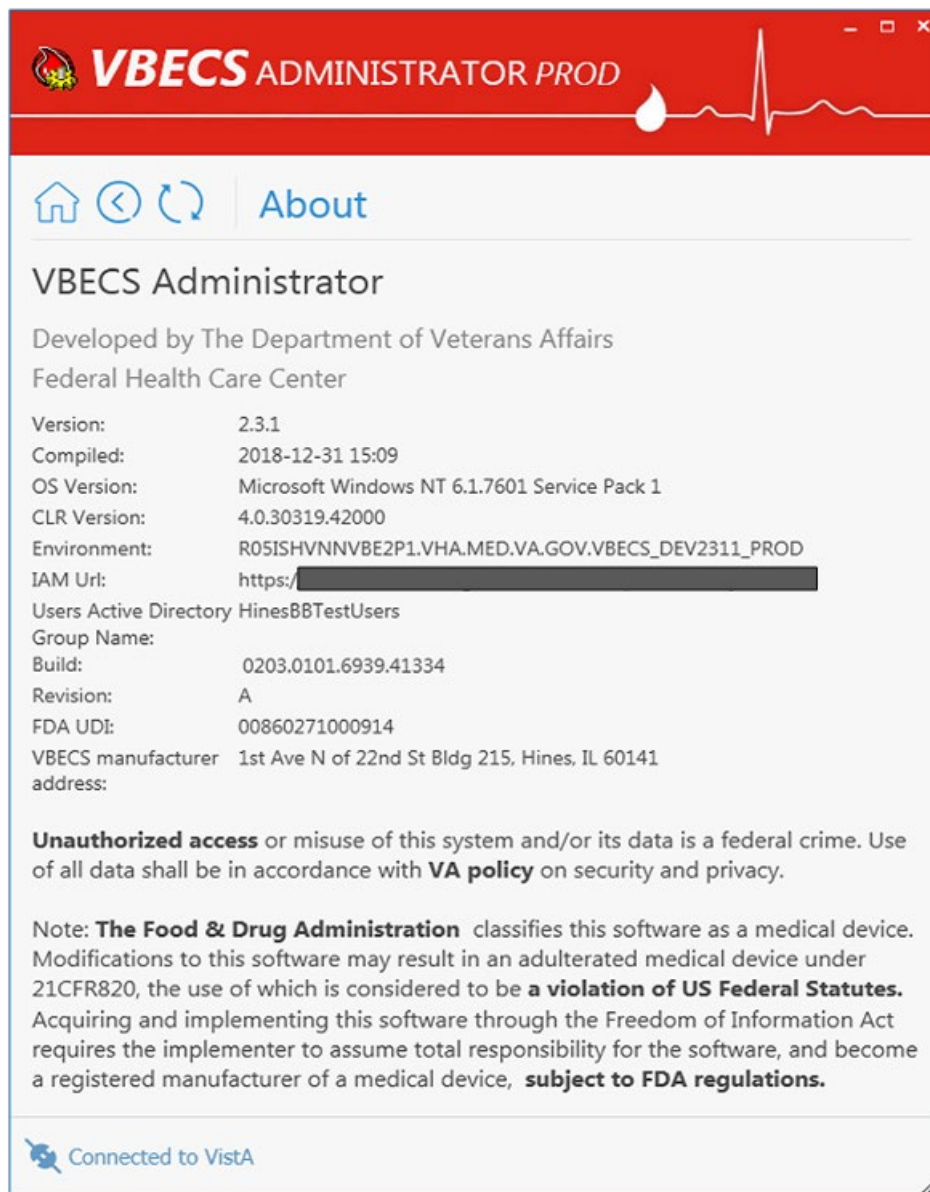 VBECS ADMINISTRATOR PROD
About
VBECS Administrator
Developed by The Department of Veterans Affairs
Federal Health Care Center
Version: 2.3.1
Compiled: 2018-12-31 15:09
OS Version: Microsoft Windows NT 6.1.7601 Service Pack 1
CLR Version: 4.0.30319.42000
Environment: R05ISHVNNVBE2P1.VHA.MED.VA.GOV.VBECS_DEV2311_PROD
IAM Url: https:/
Users Active Directory HinesBBTestUsers
Group Name:
Build: 0203.0101.6939.41334
Revision: A
FDA UDI: 00860271000914
VBECS manufacturer 1st Ave N of 22nd St Bldg 215, Hines, IL 60141
address:
Unauthorized access or misuse of this system and/or its data is a federal crime. Use
of all data shall be in accordance with VA policy on security and privacy.
Note: The Food & Drug Administration classifies this software as a medical device.
Modifications to this software may result in an adulterated medical device under
21CFR820, the use of which is considered to be a violation of US Federal Statutes.
Acquiring and implementing this software through the Freedom of Information Act
requires the implementer to assume total responsibility for the software, and become
a registered manufacturer of a medical device, subject to FDA regulations.
Connected to VistA